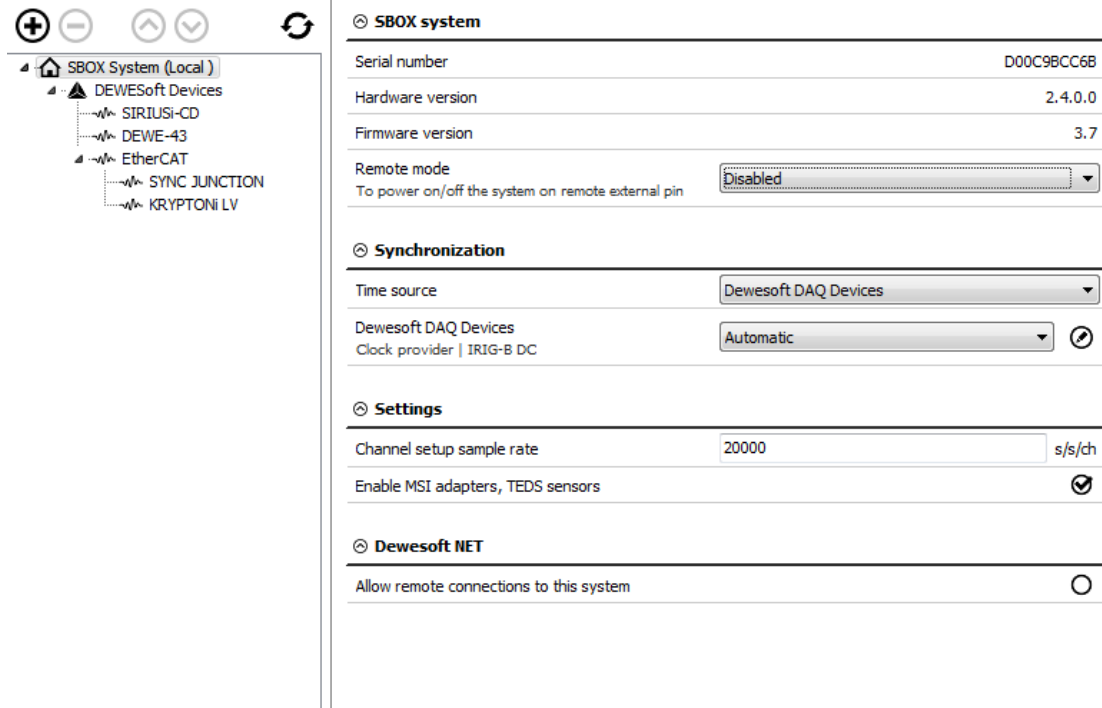 SBOX System (Local )
DEWESoft Devices
SIRIUSi-CD
DEWE-43
EtherCAT
SYNC JUNCTION
KRYPTONi LV
SBOX system
Serial number D00C9BCC6B
Hardware version 2.4.0.0
Firmware version 3.7
Remote mode
To power on/off the system on remote external pin
Disabled
Synchronization
Time source Dewesoft DAQ Devices
Dewesoft DAQ Devices
Clock provider | IRIG-B DC
Automatic
Settings
Channel setup sample rate 20000 s/s/ch
Enable MSI adapters, TEDS sensors
Dewesoft NET
Allow remote connections to this system